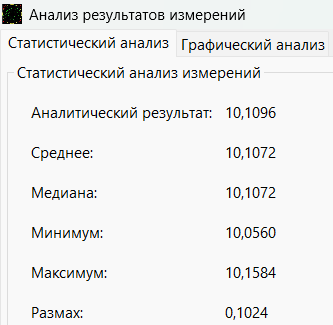 Анализ результатов измерений
Статистический анализ Графический анализ
Статистический анализ измерений
Аналитический результат: 10,1096
Среднее: 10,1072
Медиана: 10,1072
Минимум: 10,0560
Максимум: 10,1584
Размах: 0,1024